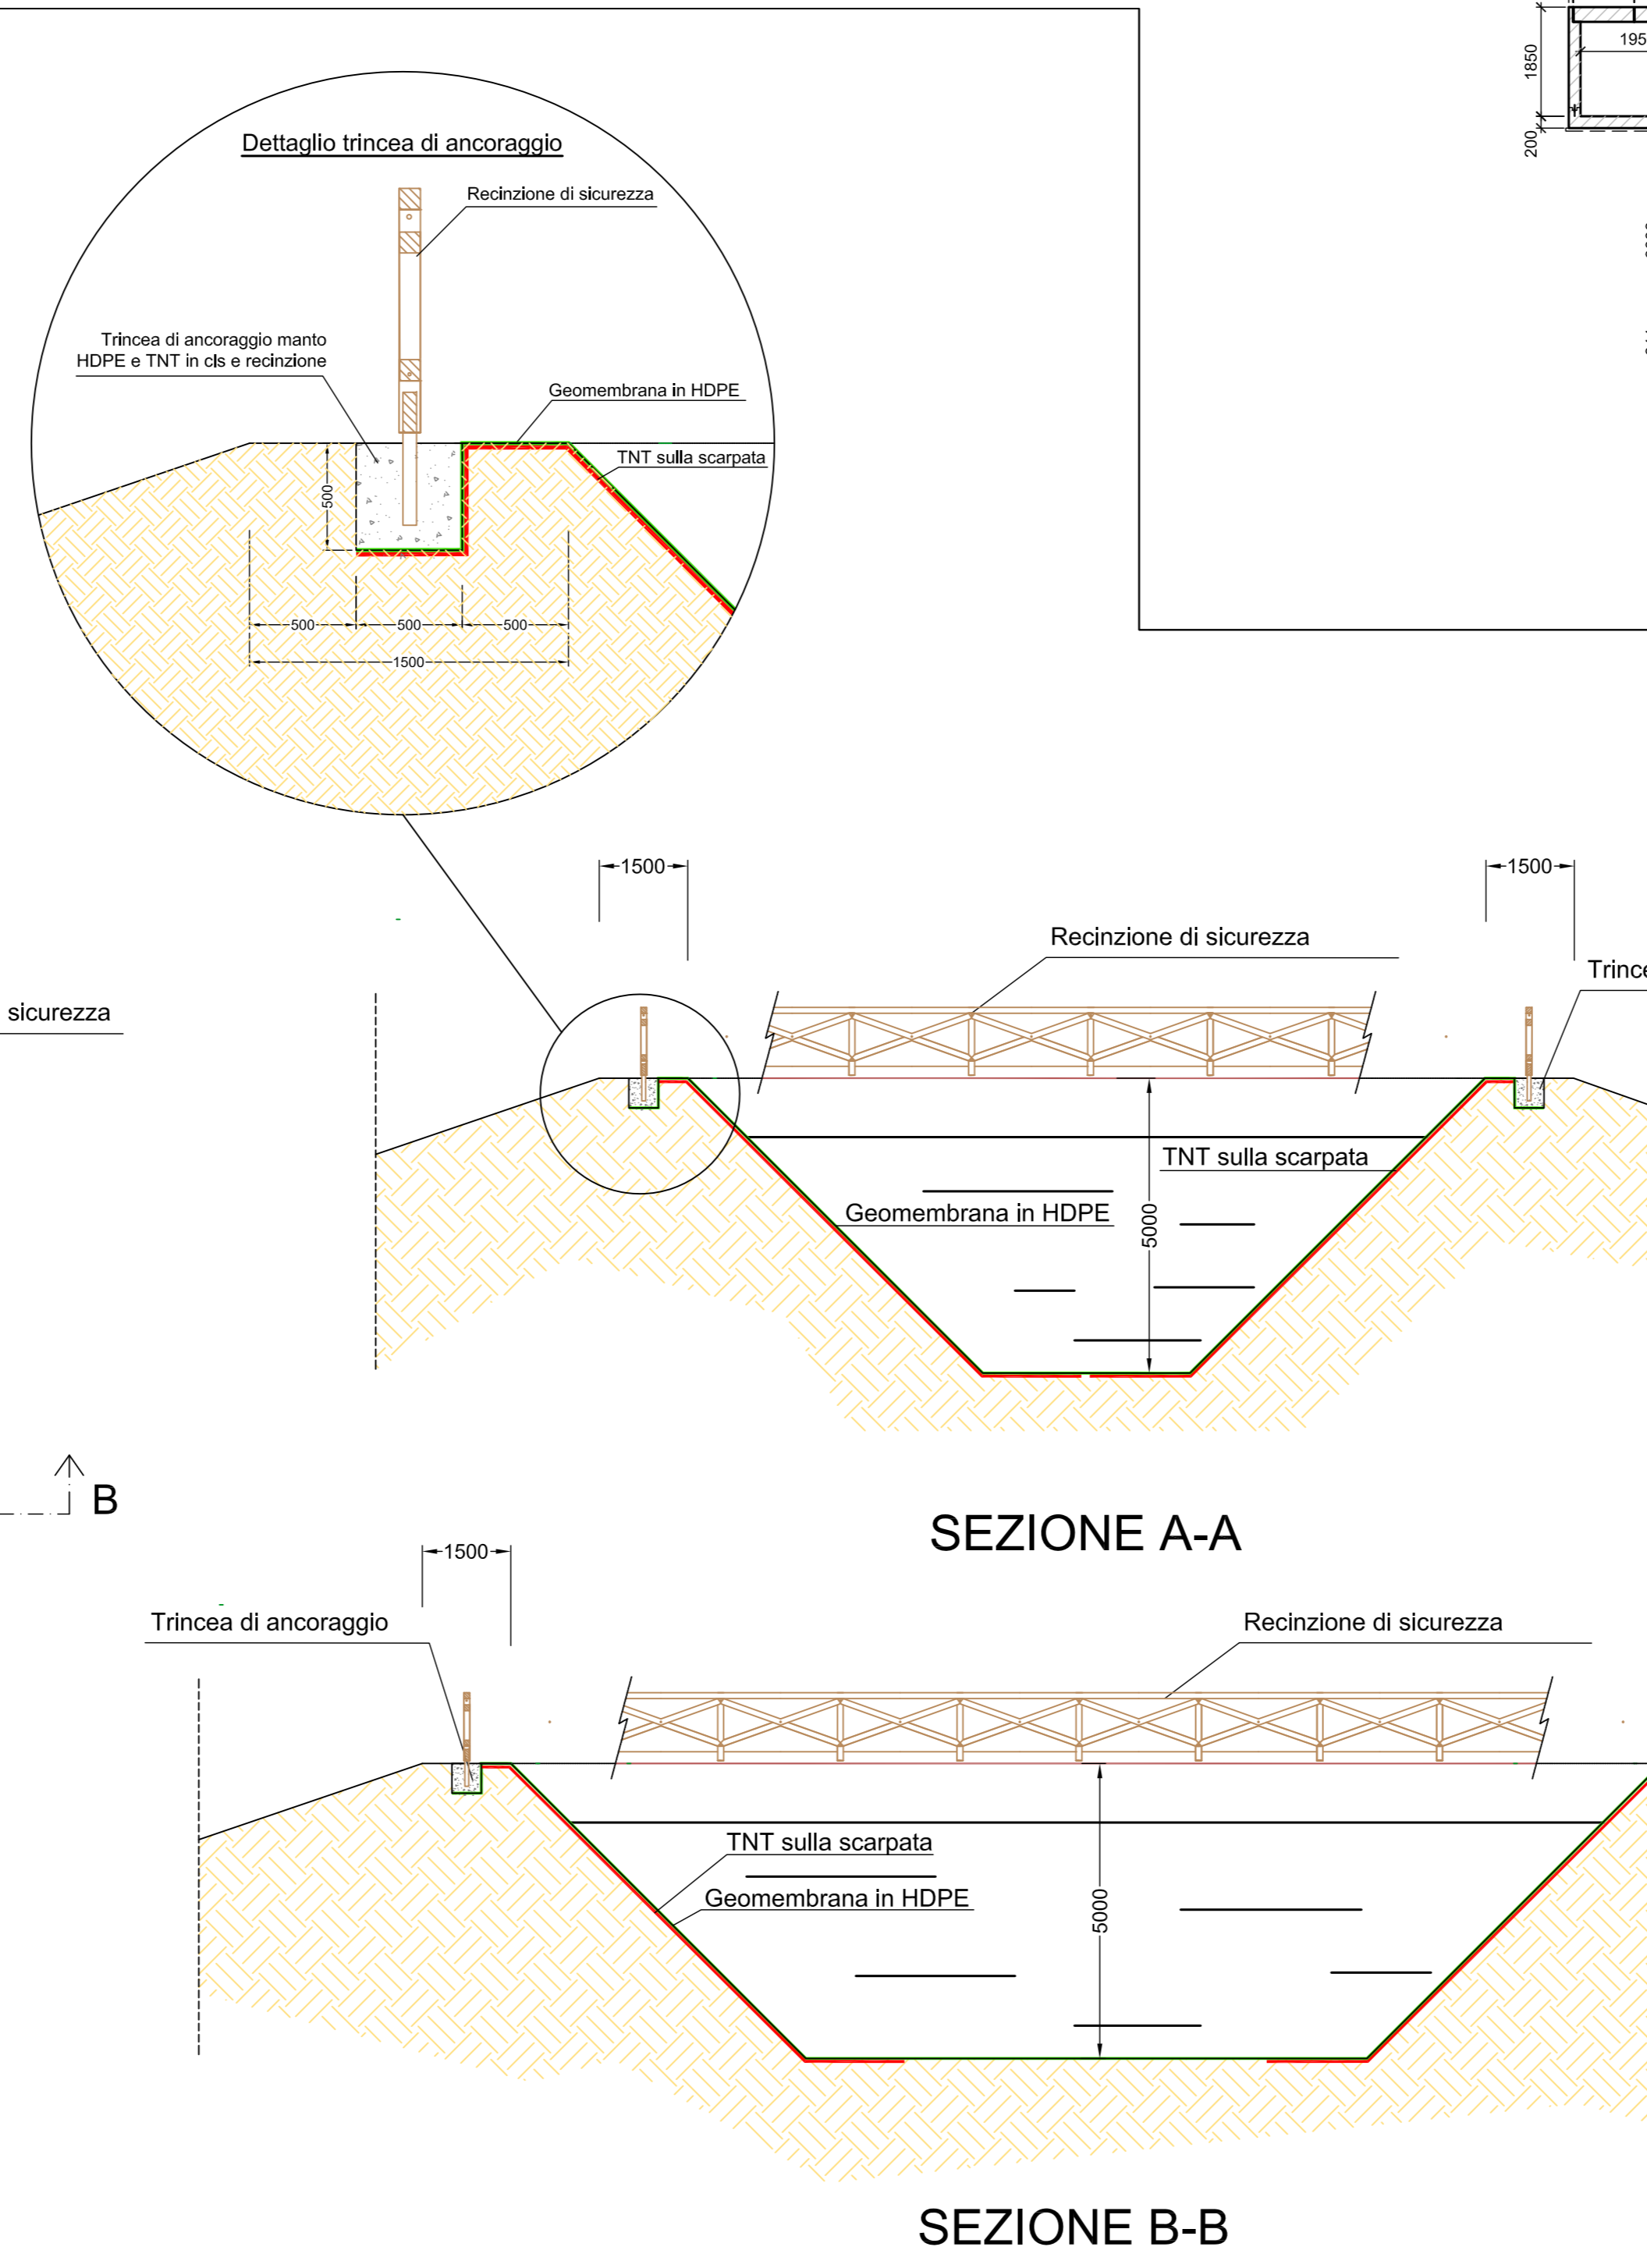 1850
195
200
Dettaglio trincea di ancoraggio
Recinzione di sicurezza
Trincea di ancoraggio manto
HDPE e TNT in cls e recinzione
Geomembrana in HDPE
TNT sulla scarpata
500
500
500
500
1500
1500
1500
Recinzione di sicurezza
Trince
sicurezza
TNT sulla scarpata
Geomembrana in HDPE
5000
B
SEZIONE A-A
1500
Trincea di ancoraggio
Recinzione di sicurezza
TNT sulla scarpata
Geomembrana in HDPE
5000
SEZIONE B-B